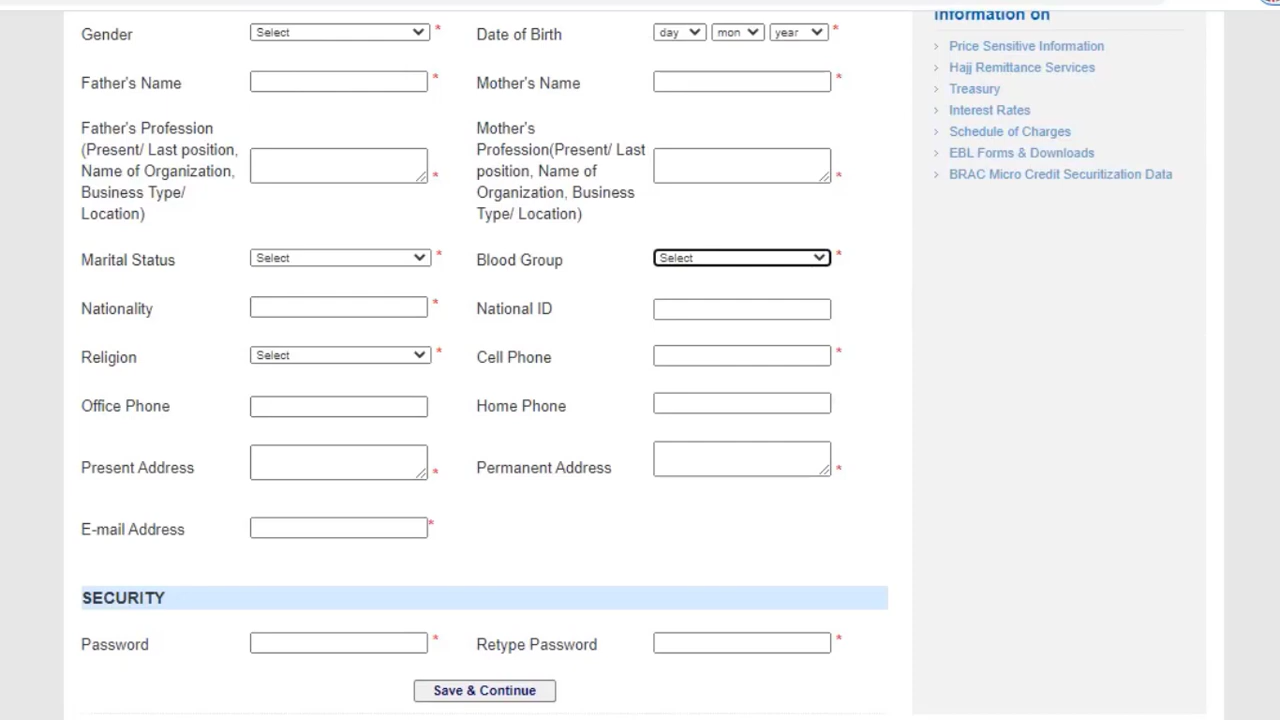 Information on
Gender Select * Date of Birth day mon year *
Price Sensitive Information
Hajj Remittance Services
Father's Name * Mother's Name *
Treasury
Interest Rates
Schedule of Charges
EBL Forms & Downloads
BRAC Micro Credit Securitization Data
Father's Profession
(Present/ Last position,
Name of Organization,
Business Type/
Location)
*
Mother's
Profession(Present/ Last
position, Name of
Organization, Business
Type/ Location)
*
Marital Status Select * Blood Group Select *
Nationality * National ID
Religion Select * Cell Phone *
Office Phone Home Phone
Present Address * Permanent Address *
E-mail Address *
SECURITY
Password * Retype Password *
Save & Continue